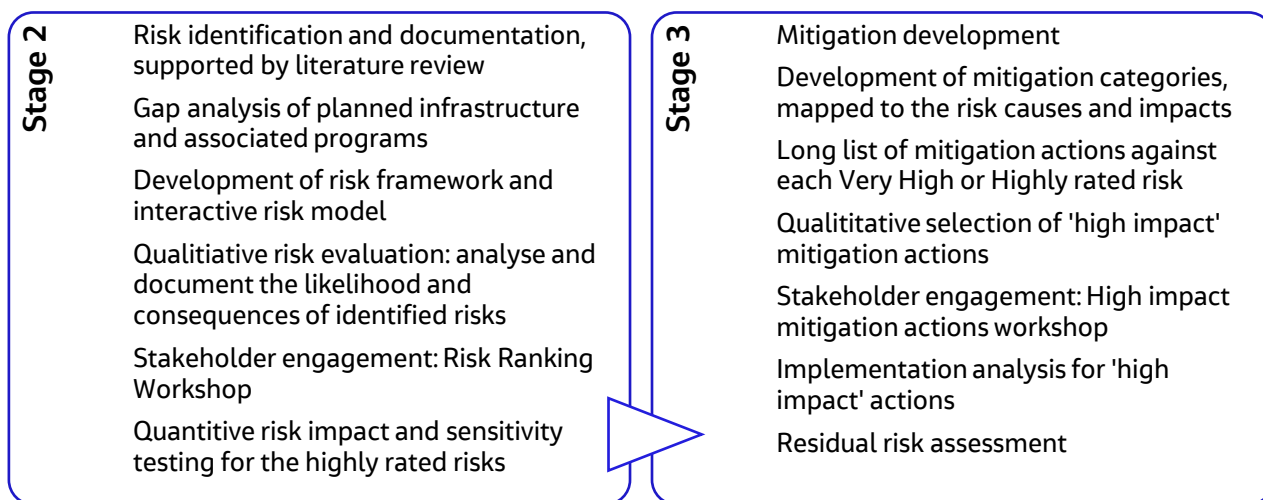 Stage 2
Risk identification and documentation,
supported by literature review
Gap analysis of planned infrastructure
and associated programs
Development of risk framework and
interactive risk model
Qualitiative risk evaluation: analyse and
document the likelihood and
consequences of identified risks
Stakeholder engagement: Risk Ranking
Workshop
Quantitive risk impact and sensitivity
testing for the highly rated risks
Stage 3
Mitigation development
Development of mitigation categories,
mapped to the risk causes and impacts
Long list of mitigation actions against
each Very High or Highly rated risk
Qualititative selection of 'high impact'
mitigation actions
Stakeholder engagement: High impact
mitigation actions workshop
Implementation analysis for 'high
impact' actions
Residual risk assessment